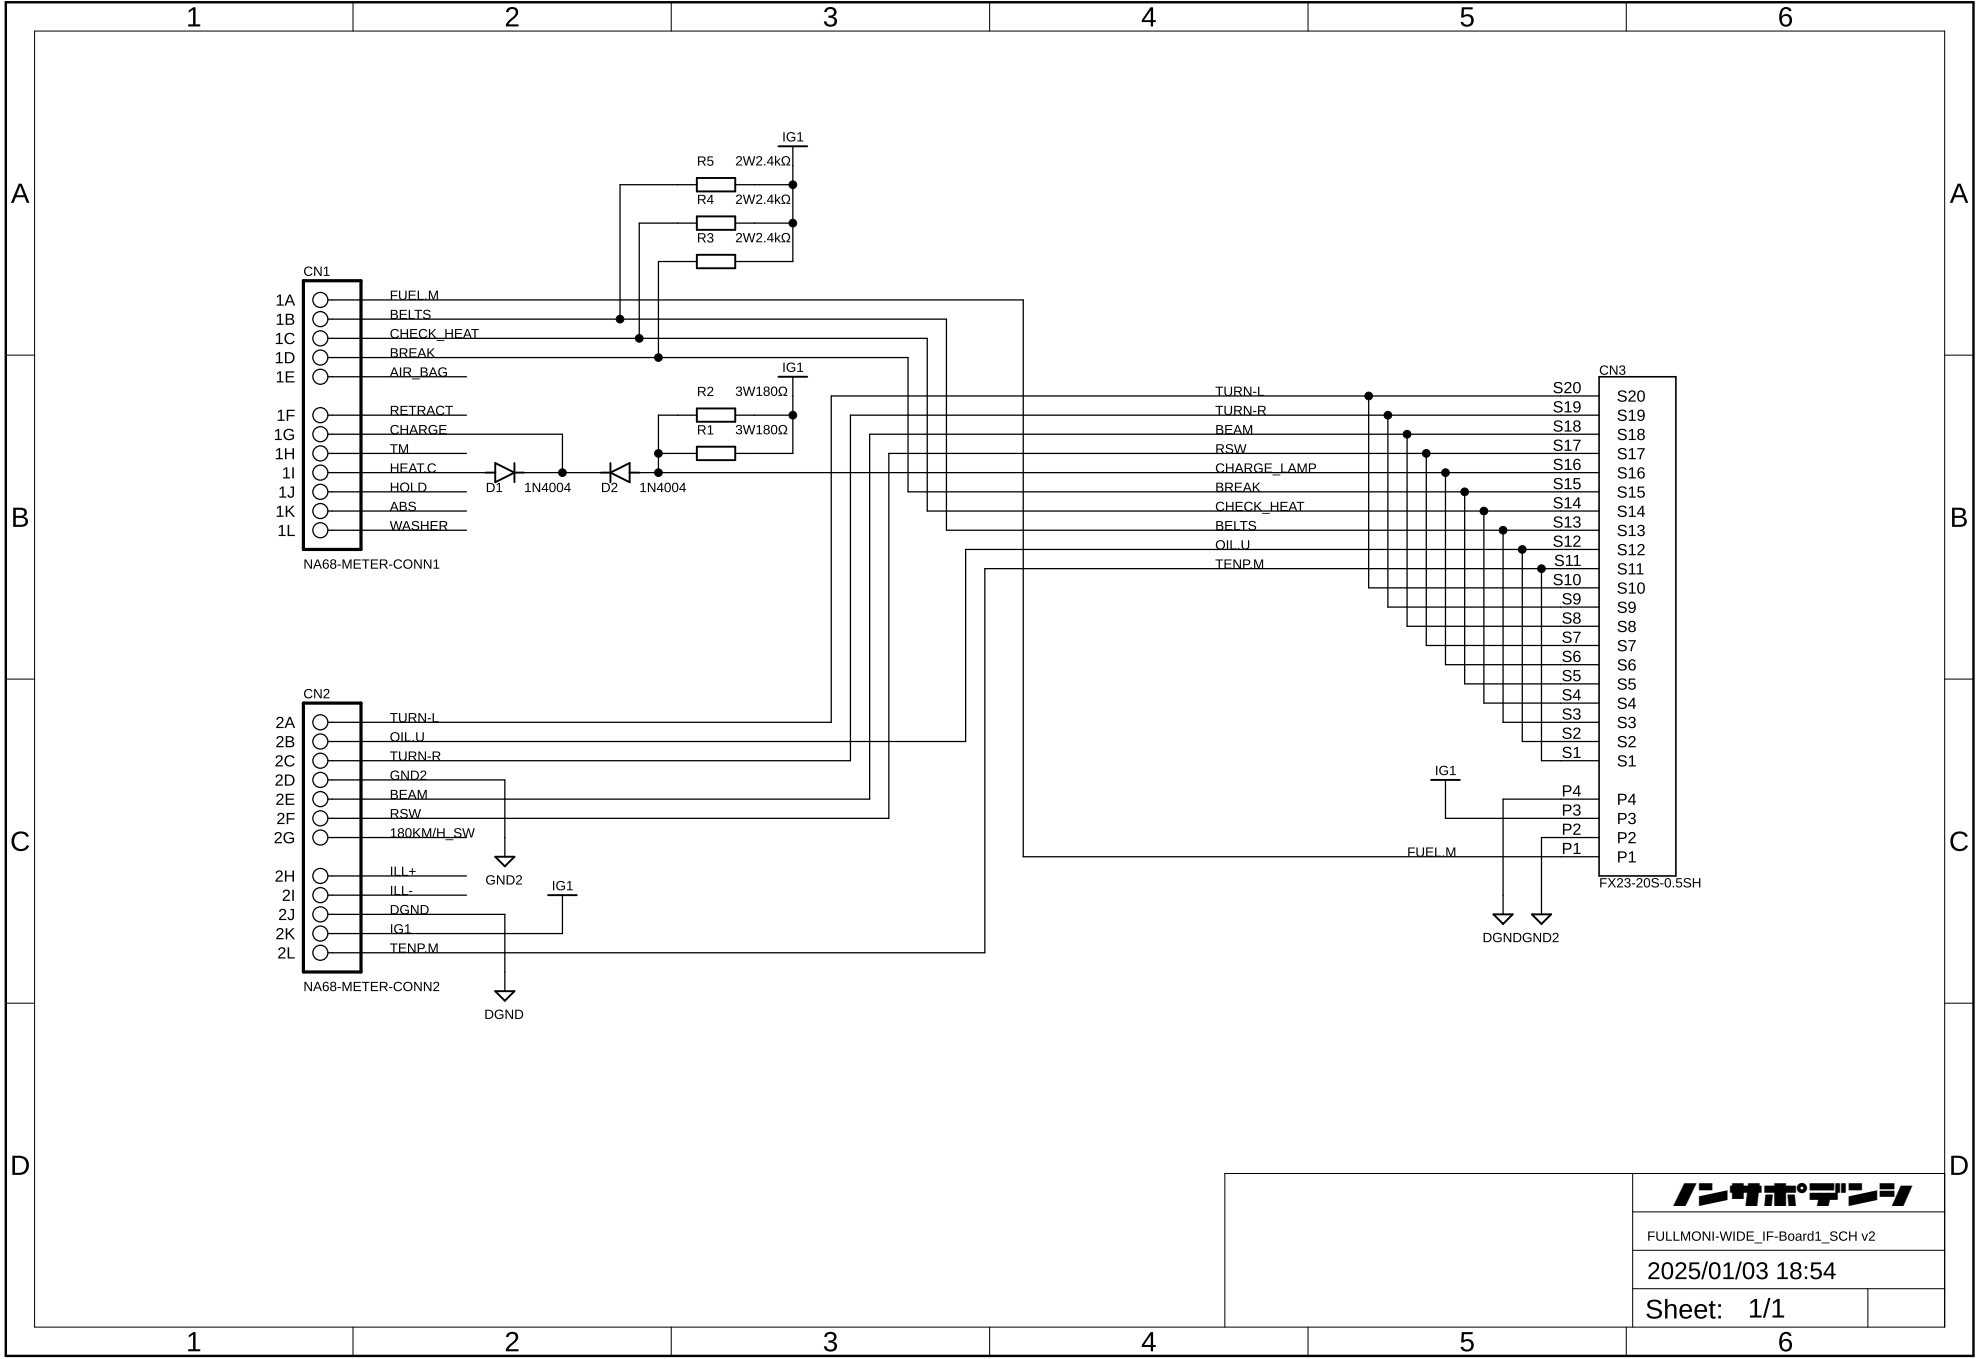 1 2 3 4 5 6
A A
B B
C C
D D
IG1
R5 2W2.4kΩ
R4 2W2.4kΩ
R3 2W2.4kΩ
CN1
1A FUEL.M
1B BELTS
1C CHECK_HEAT
1D BREAK
1E AIR_BAG
1F RETRACT
1G CHARGE
1H TM
1I HEAT.C
1J HOLD
1K ABS
1L WASHER
NA68-METER-CONN1
D1 1N4004
D2 1N4004
IG1
R2 3W180Ω
R1 3W180Ω
CN2
2A TURN-L
2B OIL.U
2C TURN-R
2D GND2
2E BEAM
2F RSW
2G 180KM/H_SW
2H ILL+
2I ILL-
2J DGND
2K IG1
2L TENP.M
NA68-METER-CONN2
GND2
IG1
DGND
CN3
TURN-L S20 S20
TURN-R S19 S19
BEAM S18 S18
RSW S17 S17
CHARGE_LAMP S16 S16
BREAK S15 S15
CHECK_HEAT S14 S14
BELTS S13 S13
OIL.U S12 S12
TENP.M S11 S11
S10 S10
S9 S9
S8 S8
S7 S7
S6 S6
S5 S5
S4 S4
S3 S3
S2 S2
S1 S1
IG1
P4 P4
P3 P3
P2 P2
FUEL.M P1 P1
FX23-20S-0.5SH
DGND GND2
ノンサポデンシ
FULLMONI-WIDE_IF-Board1_SCH v2
2025/01/03 18:54
Sheet: 1/1
1 2 3 4 5 6